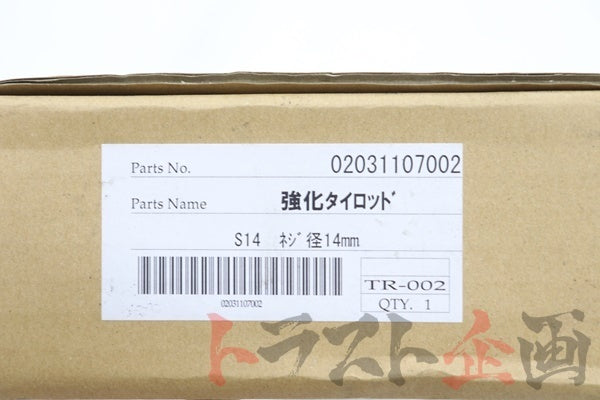 Parts No. 02031107002
Parts Name 強化タイロッド
S14 ネジ径14mm
02031107002
TR-002
QTY. 1
トラスト企画